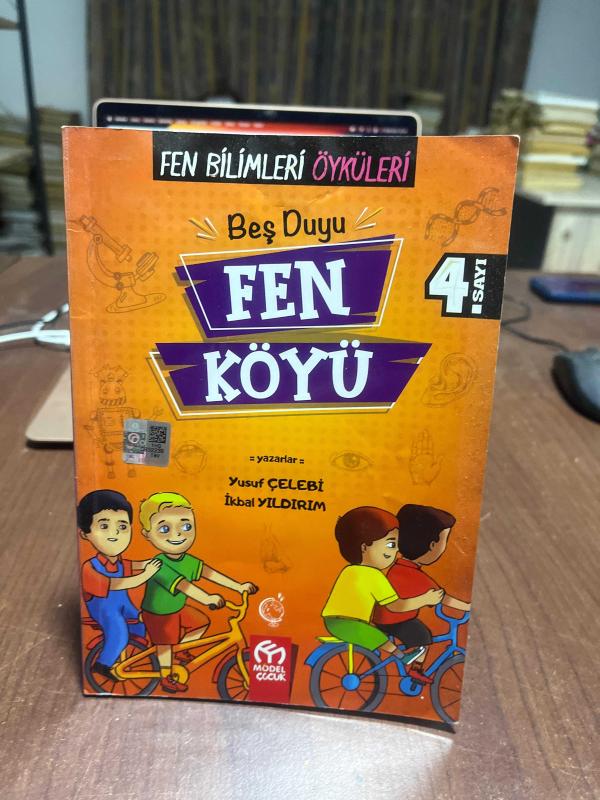 FEN BİLİMLERİ ÖYKÜLERİ
Beş Duyu
FEN
KÖYÜ
4.SAYI
= yazarlar =
Yusuf ÇELEBİ
İkbal YILDIRIM
MODEL
ÇOCUK